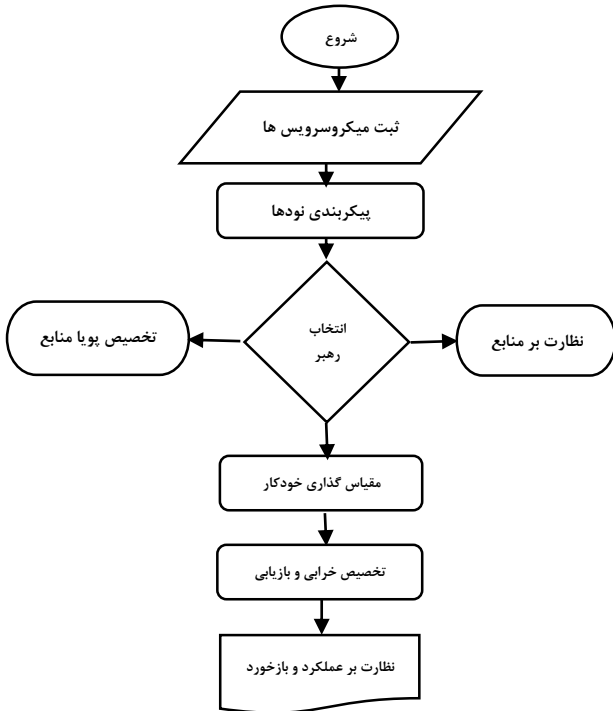 شروع
ثبت میکروسرویس ها
پیکربندی نودها
انتخاب
رهبر
نظارت بر منابع
تخصیص پویا منابع
مقیاس گذاری خودکار
تخصیص خرابی و بازیابی
نظارت بر عملکرد و بازخورد